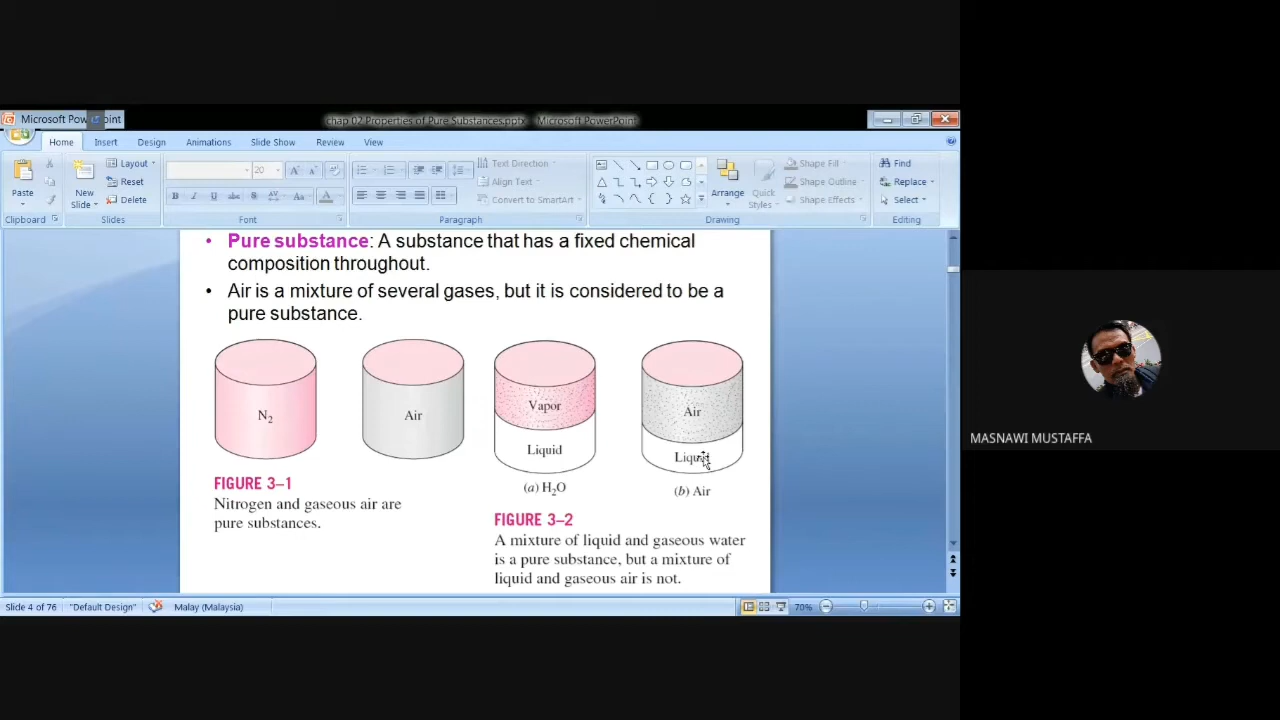 Microsoft PowerPoint
chap 02 Properties of Pure Substances.pptx - Microsoft PowerPoint
Home Insert Design Animations Slide Show Review View
Paste
New
Slide
Layout
Reset
Delete
20
B I U abc S AV Aa A
Text Direction
Align Text
Convert to SmartArt
Arrange
Quick
Styles
Shape Fill
Shape Outline
Shape Effects
Find
Replace
Select
Clipboard Slides Font Paragraph Drawing Editing
• Pure substance: A substance that has a fixed chemical
composition throughout.
• Air is a mixture of several gases, but it is considered to be a
pure substance.
N2
Air
Vapor
Liquid
(a) H2O
Air
Liquid
(b) Air
FIGURE 3–1
Nitrogen and gaseous air are
pure substances.
FIGURE 3–2
A mixture of liquid and gaseous water
is a pure substance, but a mixture of
liquid and gaseous air is not.
Slide 4 of 76 "Default Design" Malay (Malaysia) 70%
MASNAWI MUSTAFFA